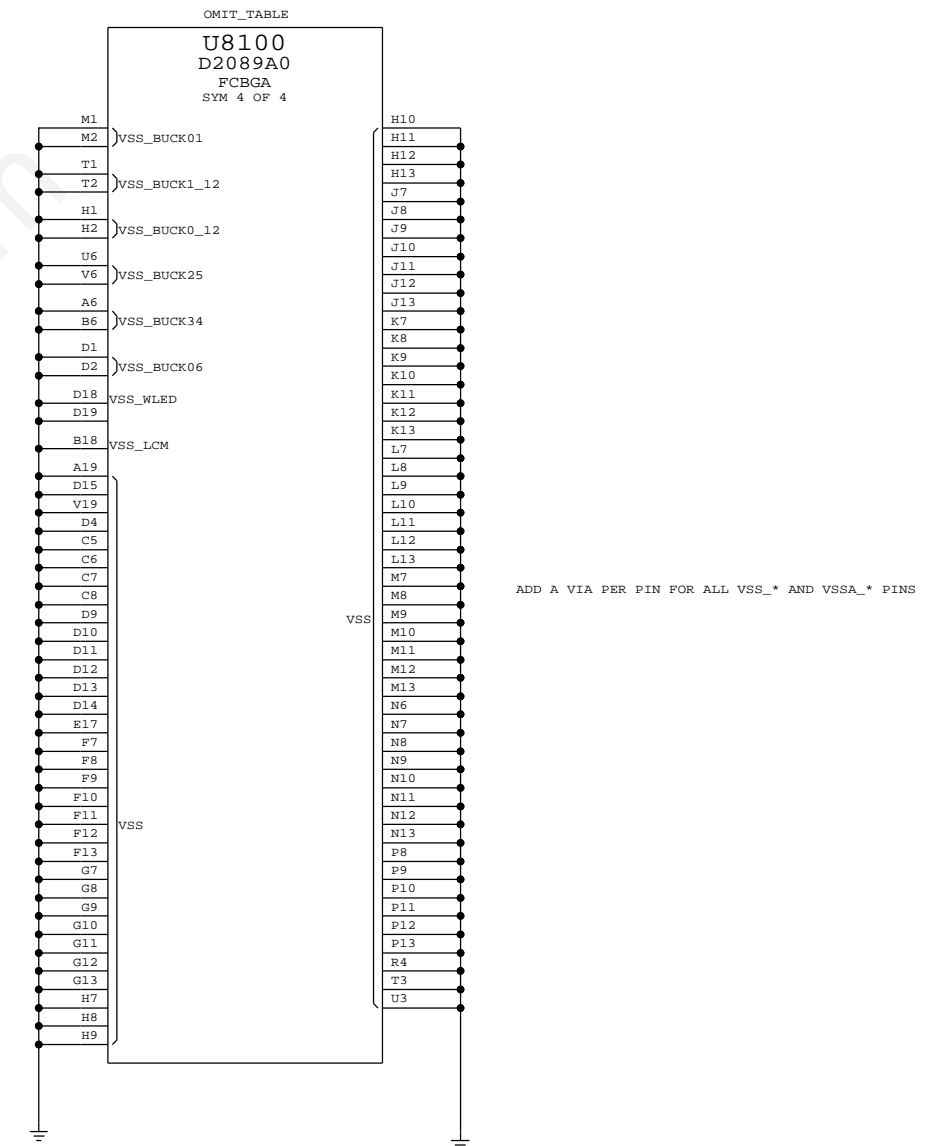 OMIT_TABLE
U8100
D2089A0
FCBGA
SYM 4 OF 4
M1
M2
VSS_BUCK01
T1
T2
VSS_BUCK1_12
H1
H2
VSS_BUCK0_12
U6
V6
VSS_BUCK25
A6
B6
VSS_BUCK34
D1
D2
VSS_BUCK06
D18
VSS_WLED
D19
B18
VSS_LCM
A19
D15
V19
D4
C5
C6
C7
C8
D9
D10
D11
D12
D13
D14
E17
F7
F8
F9
F10
F11
VSS
F12
F13
G7
G8
G9
G10
G11
G12
G13
H7
H8
H9
H10
H11
H12
H13
J7
J8
J9
J10
J11
J12
J13
K7
K8
K9
K10
K11
K12
K13
L7
L8
L9
L10
L11
L12
L13
M7
M8
M9
VSS
M10
M11
M12
M13
N6
N7
N8
N9
N10
N11
N12
N13
P8
P9
P10
P11
P12
P13
R4
T3
U3
ADD A VIA PER PIN FOR ALL VSS_* AND VSSA_* PINS